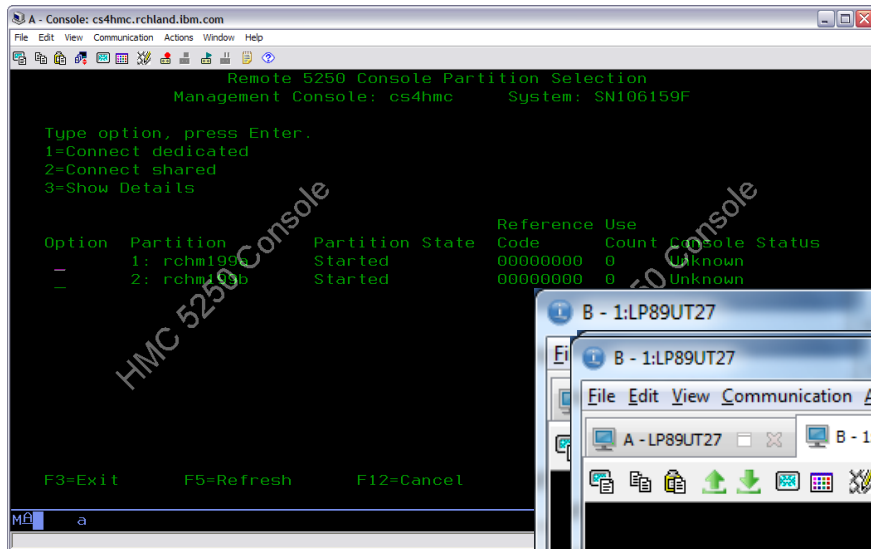 A - Console: cs4hmc.rchland.ibm.com
File Edit View Communication Actions Window Help
Remote 5250 Console Partition Selection
Management Console: cs4hmc System: SN106159F
Type option, press Enter.
1=Connect dedicated
2=Connect shared
3=Show Details
Reference Use
Option Partition Partition State Code Count Console Status
1: rchm199a Started 00000000 0 Unknown
2: rchm199b Started 00000000 0 Unknown
HMC 5250 Console
50 Console
F3=Exit F5=Refresh F12=Cancel
MA a
B - 1:LP89UT27
Fi
B - 1:LP89UT27
File Edit View Communication A
A - LP89UT27 B - 1